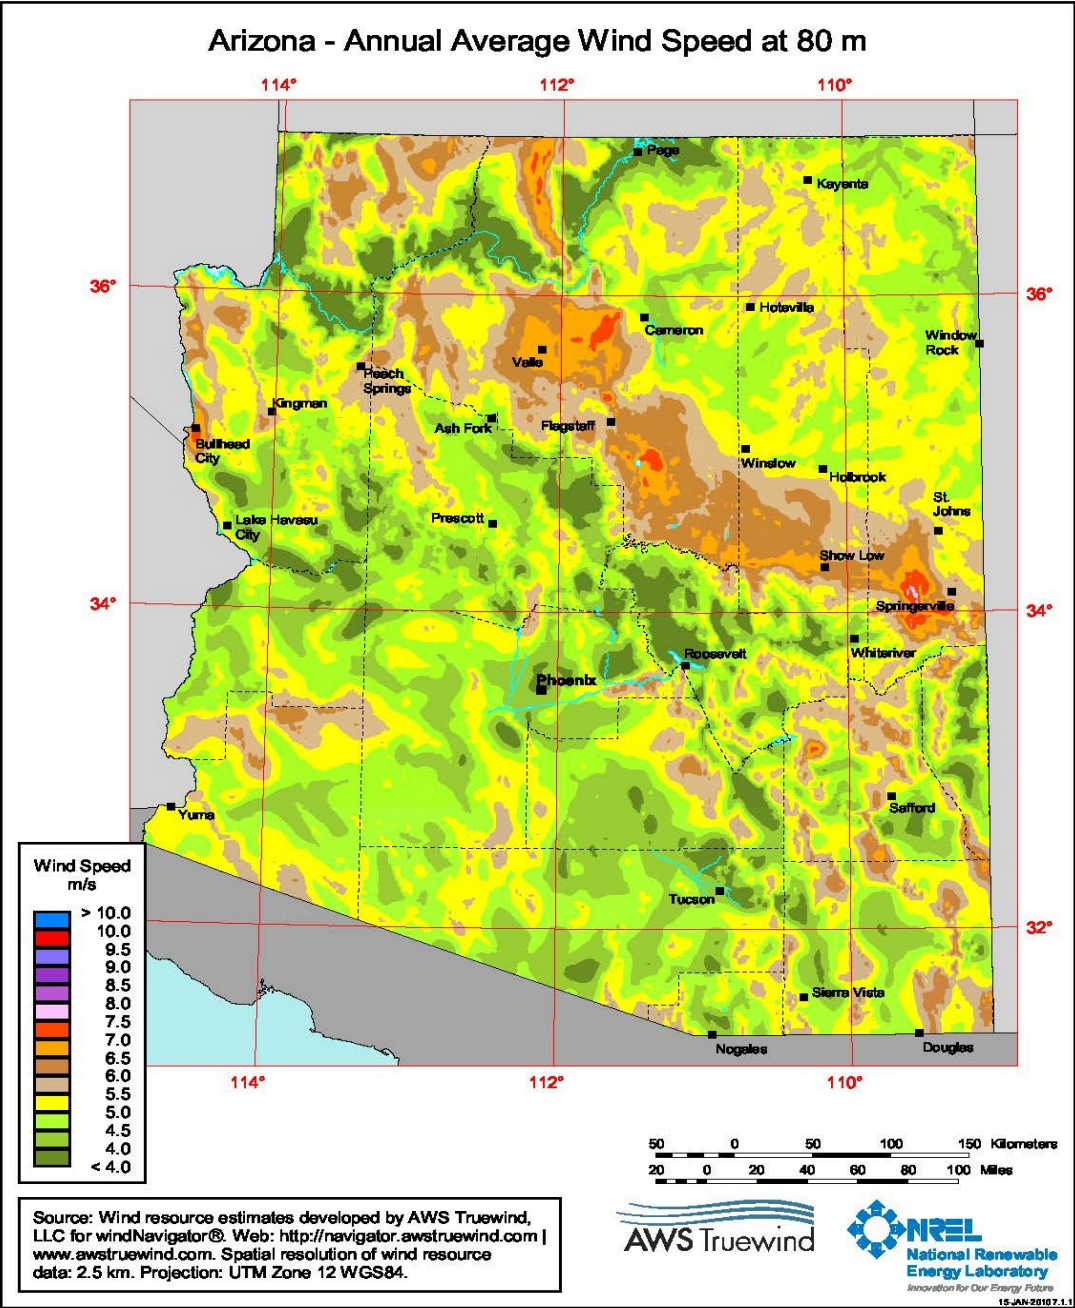 Arizona - Annual Average Wind Speed at 80 m
114° 112° 110°
Page
Kayenta
36° 36°
Hotevilla
Cameron
Window
Rock
Valle
Peach
Springs
Kingman
Ash Fork
Flagstaff
Bullhead
City
Winslow
Holbrook
St.
Johns
Lake Havasu
City
Prescott
Show Low
34° 34°
Springerville
Whiteriver
Roosevelt
Phoenix
Safford
Yuma
Tucson
32°
Sierra Vista
Nogales
Douglas
114° 112° 110°
Wind Speed
m/s
> 10.0
10.0
9.5
9.0
8.5
8.0
7.5
7.0
6.5
6.0
5.5
5.0
4.5
4.0
< 4.0
50 0 50 100 150 Kilometers
20 0 20 40 60 80 100 Miles
Source: Wind resource estimates developed by AWS Truewind,
LLC for windNavigator®. Web: http://navigator.awstruewind.com |
www.awstruewind.com. Spatial resolution of wind resource
data: 2.5 km. Projection: UTM Zone 12 WGS84.
AWS Truewind
NREL
National Renewable
Energy Laboratory
Innovation for Our Energy Future
15-JAN-2010 7.1.1